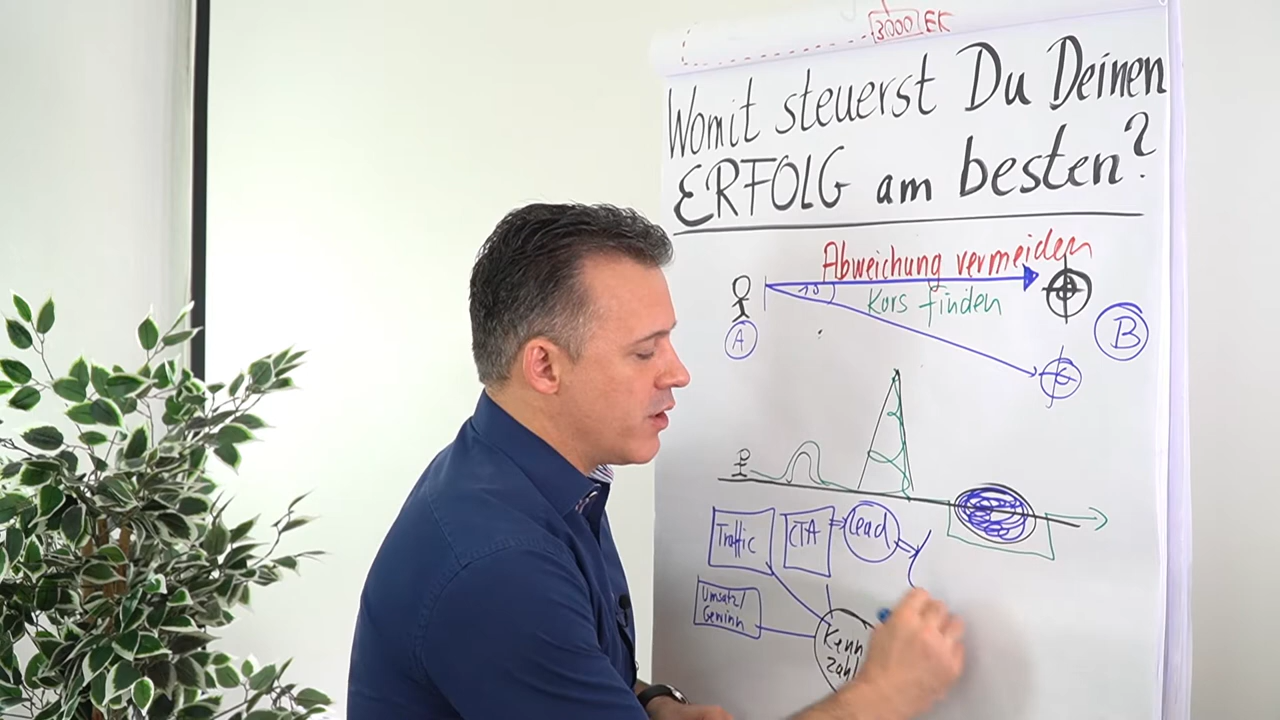 3000 EK
Womit steuerst Du Deinen
ERFOLG am besten?
Abweichung vermeiden
Kurs finden
A
B
C
Traffic
CTA
Lead
Umsatz/
Gewinn
Kenn
zahl